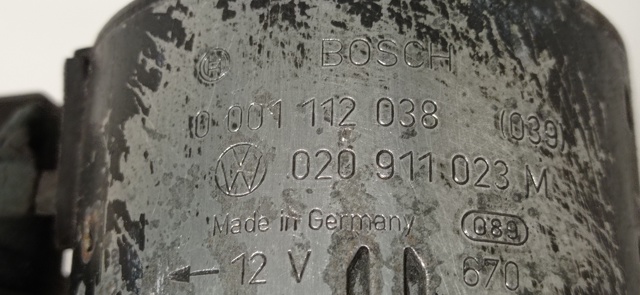 BOSCH
0 001 112 038 (039)
020 911 023 M
Made in Germany 089
12 V 670